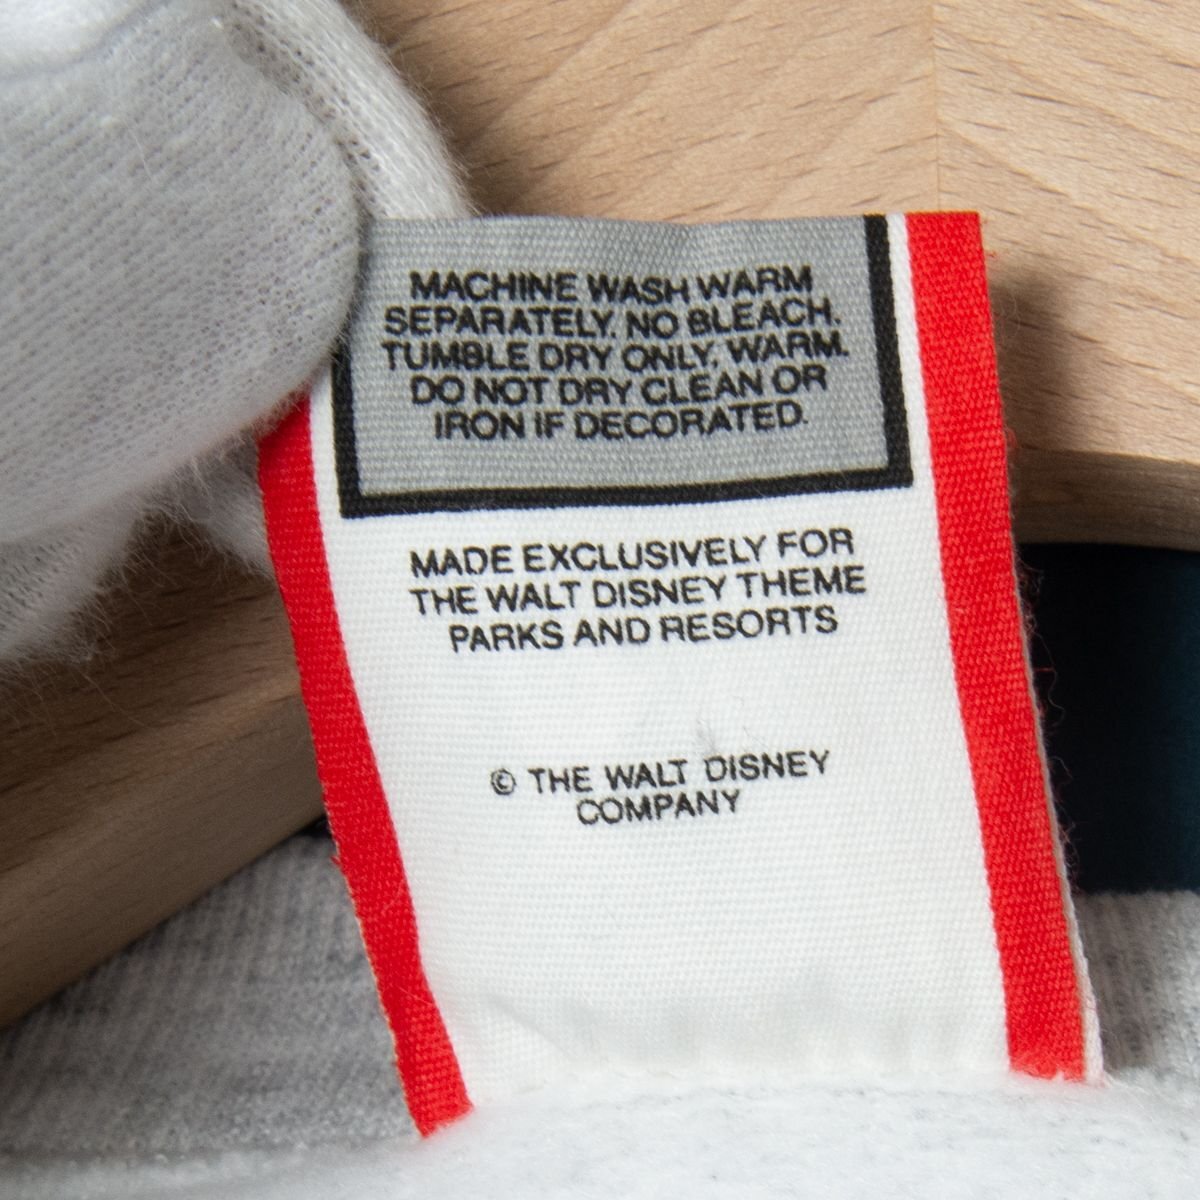 MACHINE WASH WARM
SEPARATELY. NO BLEACH.
TUMBLE DRY ONLY. WARM.
DO NOT DRY CLEAN OR
IRON IF DECORATED.
MADE EXCLUSIVELY FOR
THE WALT DISNEY THEME
PARKS AND RESORTS
© THE WALT DISNEY
COMPANY